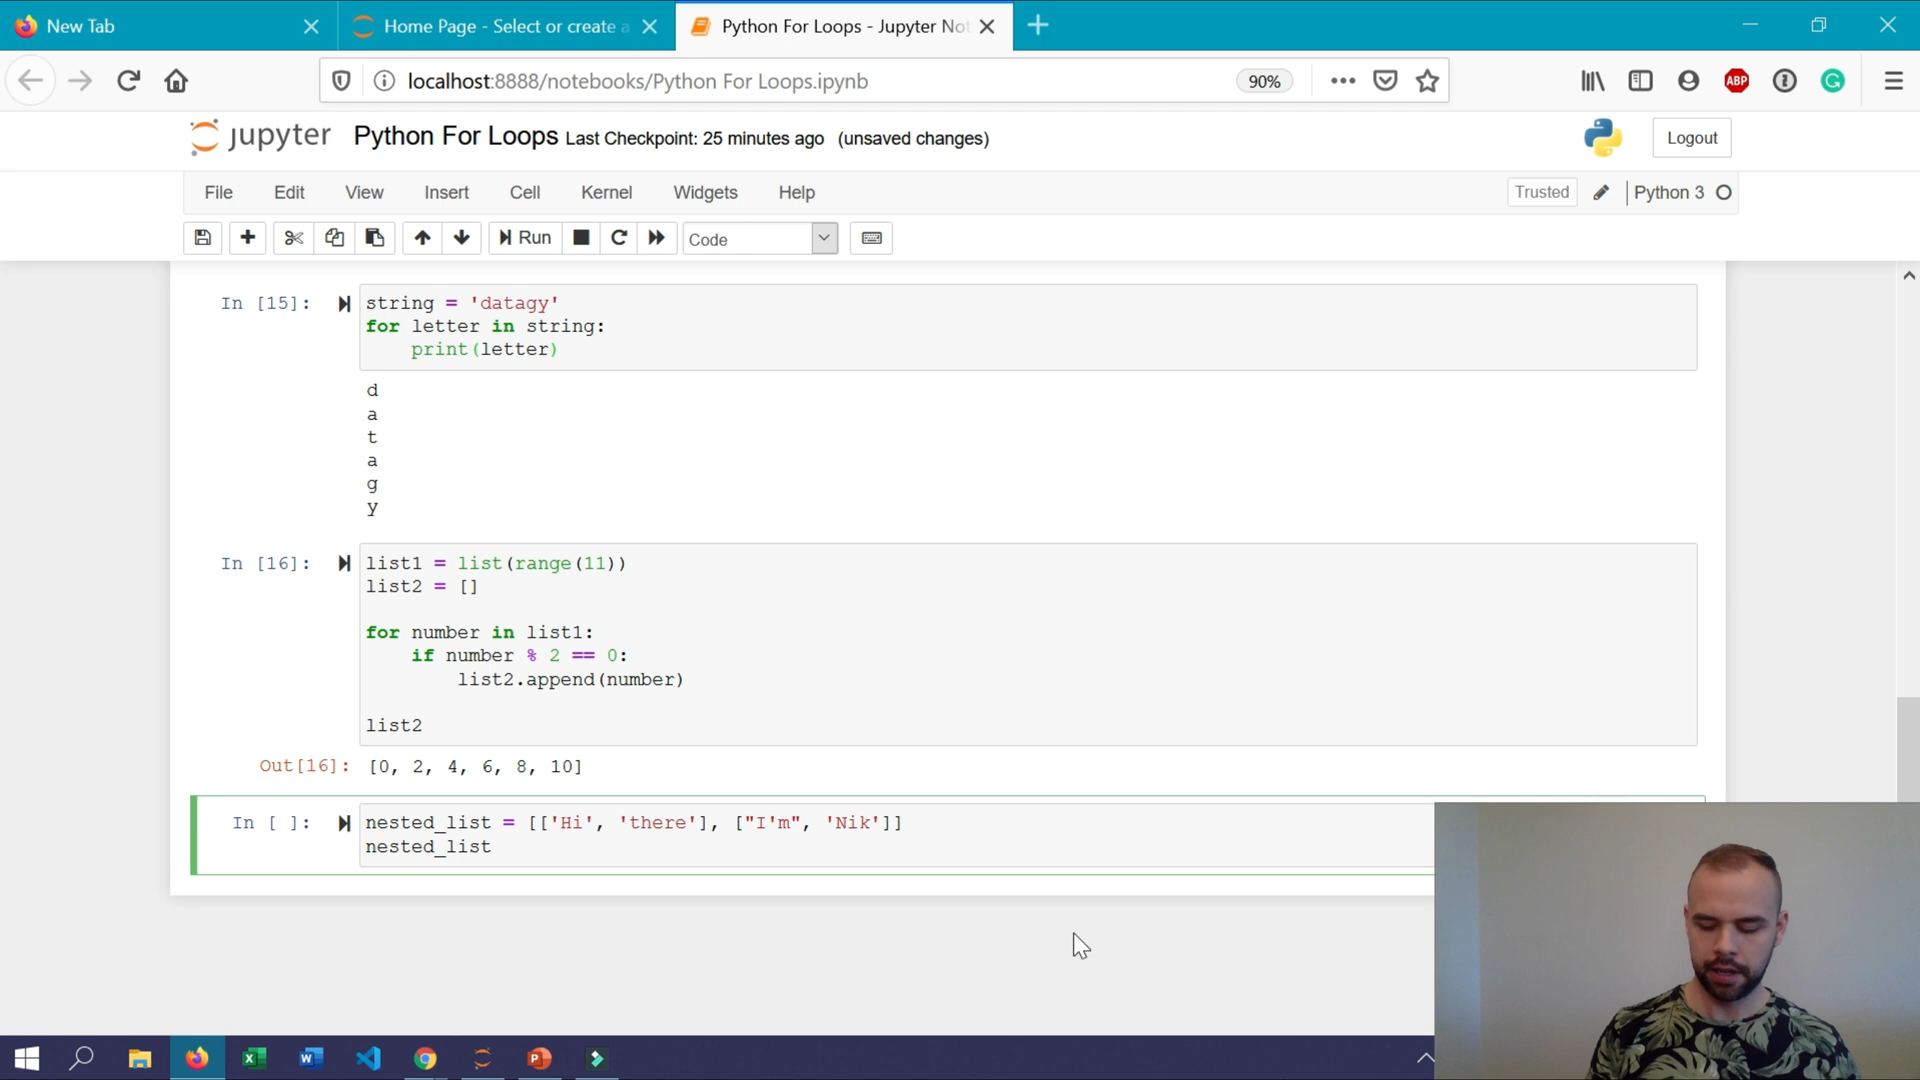 New Tab
Home Page - Select or create a
Python For Loops - Jupyter Not
localhost:8888/notebooks/Python For Loops.ipynb
90%
ABP
jupyter Python For Loops Last Checkpoint: 25 minutes ago (unsaved changes)
Logout
File Edit View Insert Cell Kernel Widgets Help
Trusted
Python 3
Run
Code
In [15]:
string = 'datagy'
for letter in string:
    print(letter)
d
a
t
a
g
y
In [16]:
list1 = list(range(11))
list2 = []
for number in list1:
    if number % 2 == 0:
        list2.append(number)
list2
Out[16]: [0, 2, 4, 6, 8, 10]
In [ ]:
nested_list = [['Hi', 'there'], ["I'm", 'Nik']]
nested_list